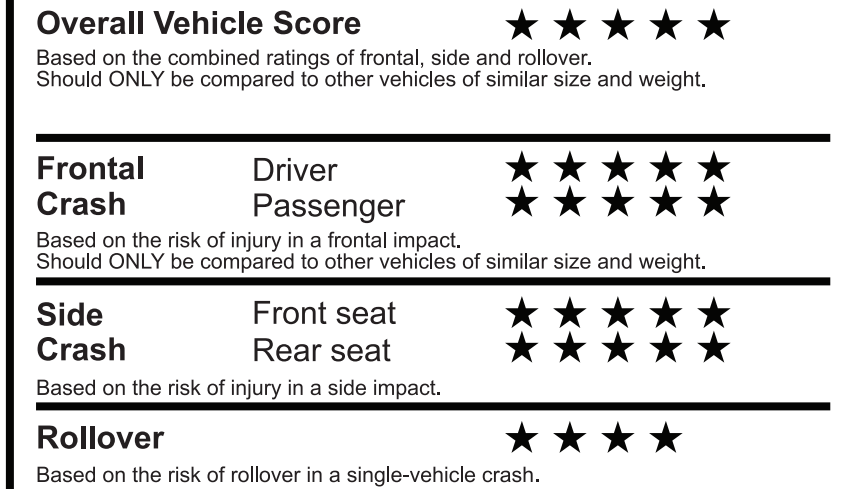 Overall Vehicle Score ★ ★ ★ ★ ★
Based on the combined ratings of frontal, side and rollover.
Should ONLY be compared to other vehicles of similar size and weight.
Frontal Driver ★ ★ ★ ★ ★
Crash Passenger ★ ★ ★ ★ ★
Based on the risk of injury in a frontal impact.
Should ONLY be compared to other vehicles of similar size and weight.
Side Front seat ★ ★ ★ ★ ★
Crash Rear seat ★ ★ ★ ★ ★
Based on the risk of injury in a side impact.
Rollover ★ ★ ★ ★
Based on the risk of rollover in a single-vehicle crash.